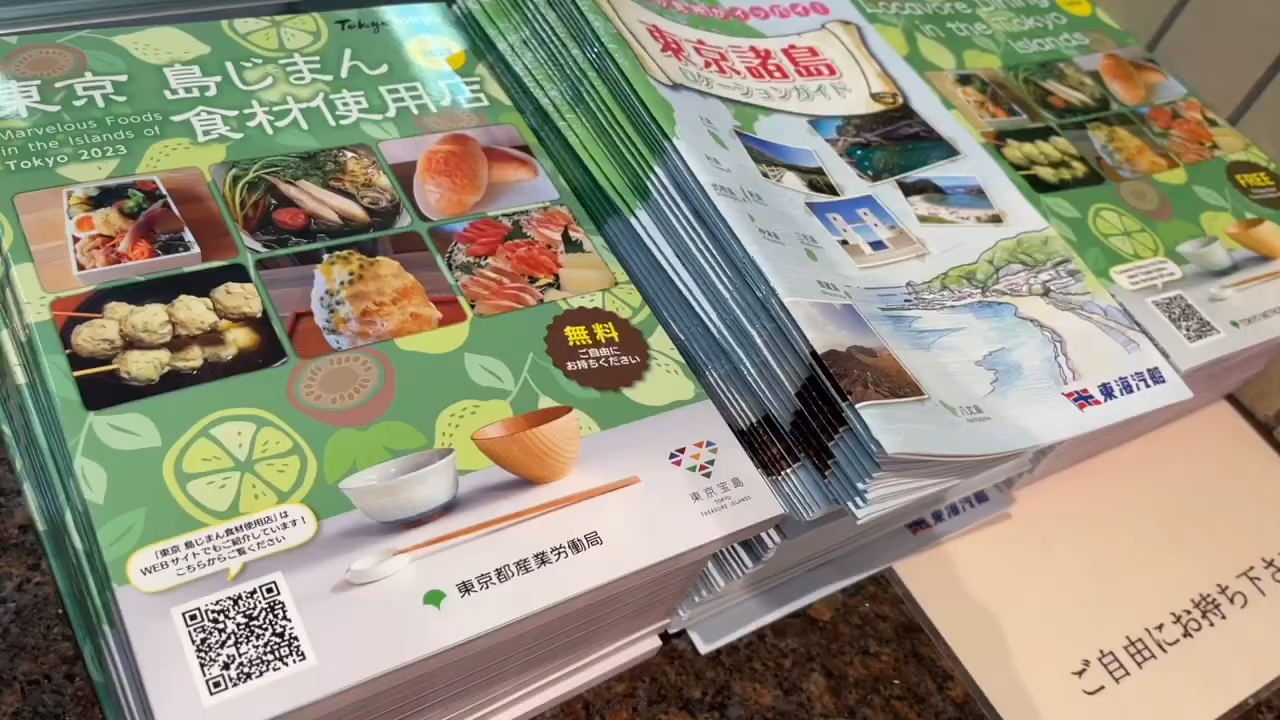 Tokyo Tokyo
東京 島じまん
食材使用店
Marvelous Foods
in the Islands of
Tokyo 2023
2023
無料
ご自由に
お持ちください
東京宝島
TOKYO
TREASURE ISLANDS
『東京 島じまん食材使用店』は
WEBサイトでもご紹介しています！
こちらからご覧ください
東京都産業労働局
東京諸島
ロケーションガイド
八丈島
東海汽船
東海汽船
Locavore Dining
in the Tokyo
Islands
FREE
ご自由にお持ち下さ